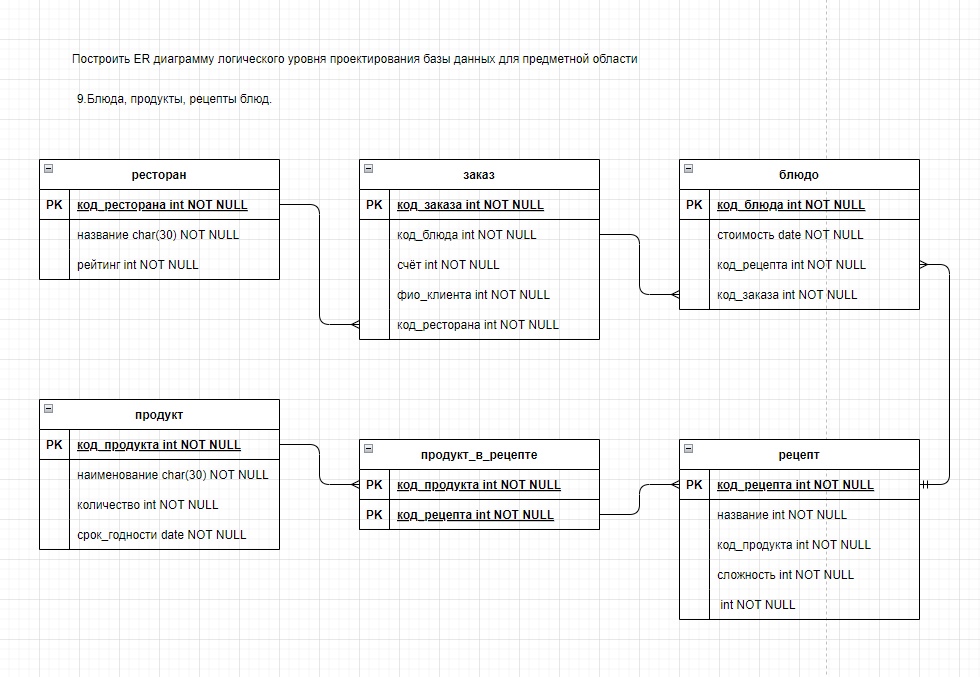 Построить ER диаграмму логического уровня проектирования базы данных для предметной области
9.Блюда, продукты, рецепты блюд.
ресторан
PK код_ресторана int NOT NULL
название char(30) NOT NULL
рейтинг int NOT NULL
заказ
PK код_заказа int NOT NULL
код_блюда int NOT NULL
счёт int NOT NULL
фио_клиента int NOT NULL
код_ресторана int NOT NULL
блюдо
PK код_блюда int NOT NULL
стоимость date NOT NULL
код_рецепта int NOT NULL
код_заказа int NOT NULL
продукт
PK код_продукта int NOT NULL
наименование char(30) NOT NULL
количество int NOT NULL
срок_годности date NOT NULL
продукт_в_рецепте
PK код_продукта int NOT NULL
PK код_рецепта int NOT NULL
рецепт
PK код_рецепта int NOT NULL
название int NOT NULL
код_продукта int NOT NULL
сложность int NOT NULL
int NOT NULL